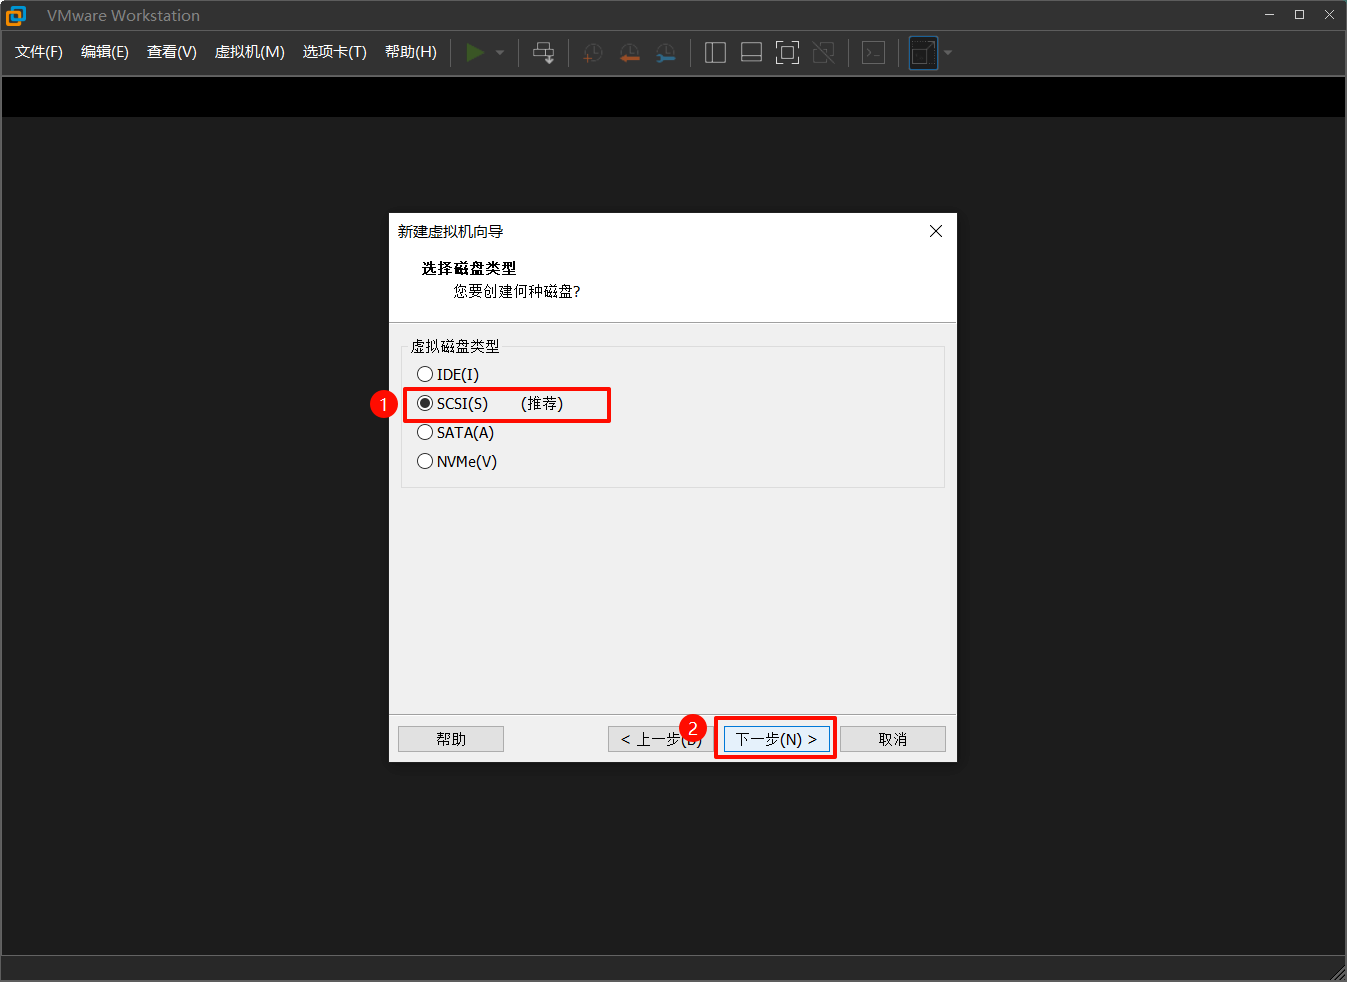 VMware Workstation
文件(F) 编辑(E) 查看(V) 虚拟机(M) 选项卡(T) 帮助(H)
新建虚拟机向导
选择磁盘类型
您要创建何种磁盘?
虚拟磁盘类型
IDE(I)
1 SCSI(S) (推荐)
SATA(A)
NVMe(V)
2
帮助 < 上一步(B) 下一步(N) > 取消